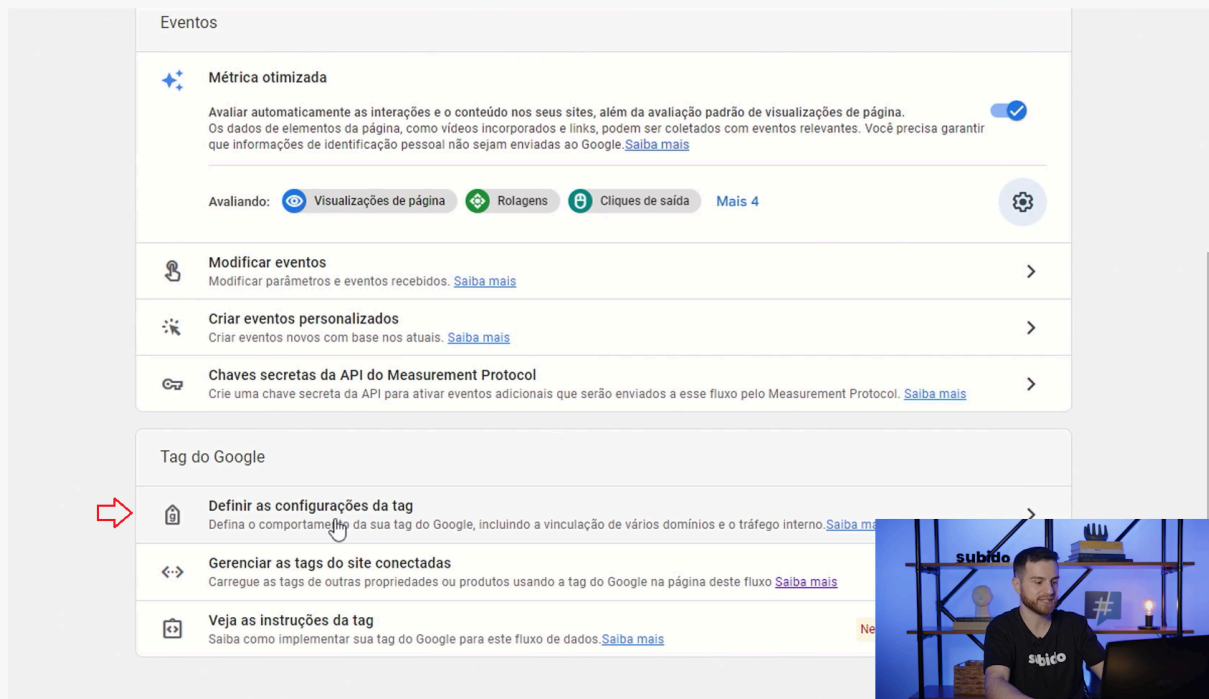 Eventos
Métrica otimizada
Avaliar automaticamente as interações e o conteúdo nos seus sites, além da avaliação padrão de visualizações de página.
Os dados de elementos da página, como vídeos incorporados e links, podem ser coletados com eventos relevantes. Você precisa garantir
que informações de identificação pessoal não sejam enviadas ao Google.Saiba mais
Avaliando: Visualizações de página Rolagens Cliques de saída Mais 4
Modificar eventos
Modificar parâmetros e eventos recebidos. Saiba mais
Criar eventos personalizados
Criar eventos novos com base nos atuais. Saiba mais
Chaves secretas da API do Measurement Protocol
Crie uma chave secreta da API para ativar eventos adicionais que serão enviados a esse fluxo pelo Measurement Protocol. Saiba mais
Tag do Google
Definir as configurações da tag
Defina o comportamento da sua tag do Google, incluindo a vinculação de vários domínios e o tráfego interno.Saiba
Gerenciar as tags do site conectadas
Carregue as tags de outras propriedades ou produtos usando a tag do Google na página deste fluxo Saiba mais
Veja as instruções da tag
Saiba como implementar sua tag do Google para este fluxo de dados.Saiba mais
subido
#
subido